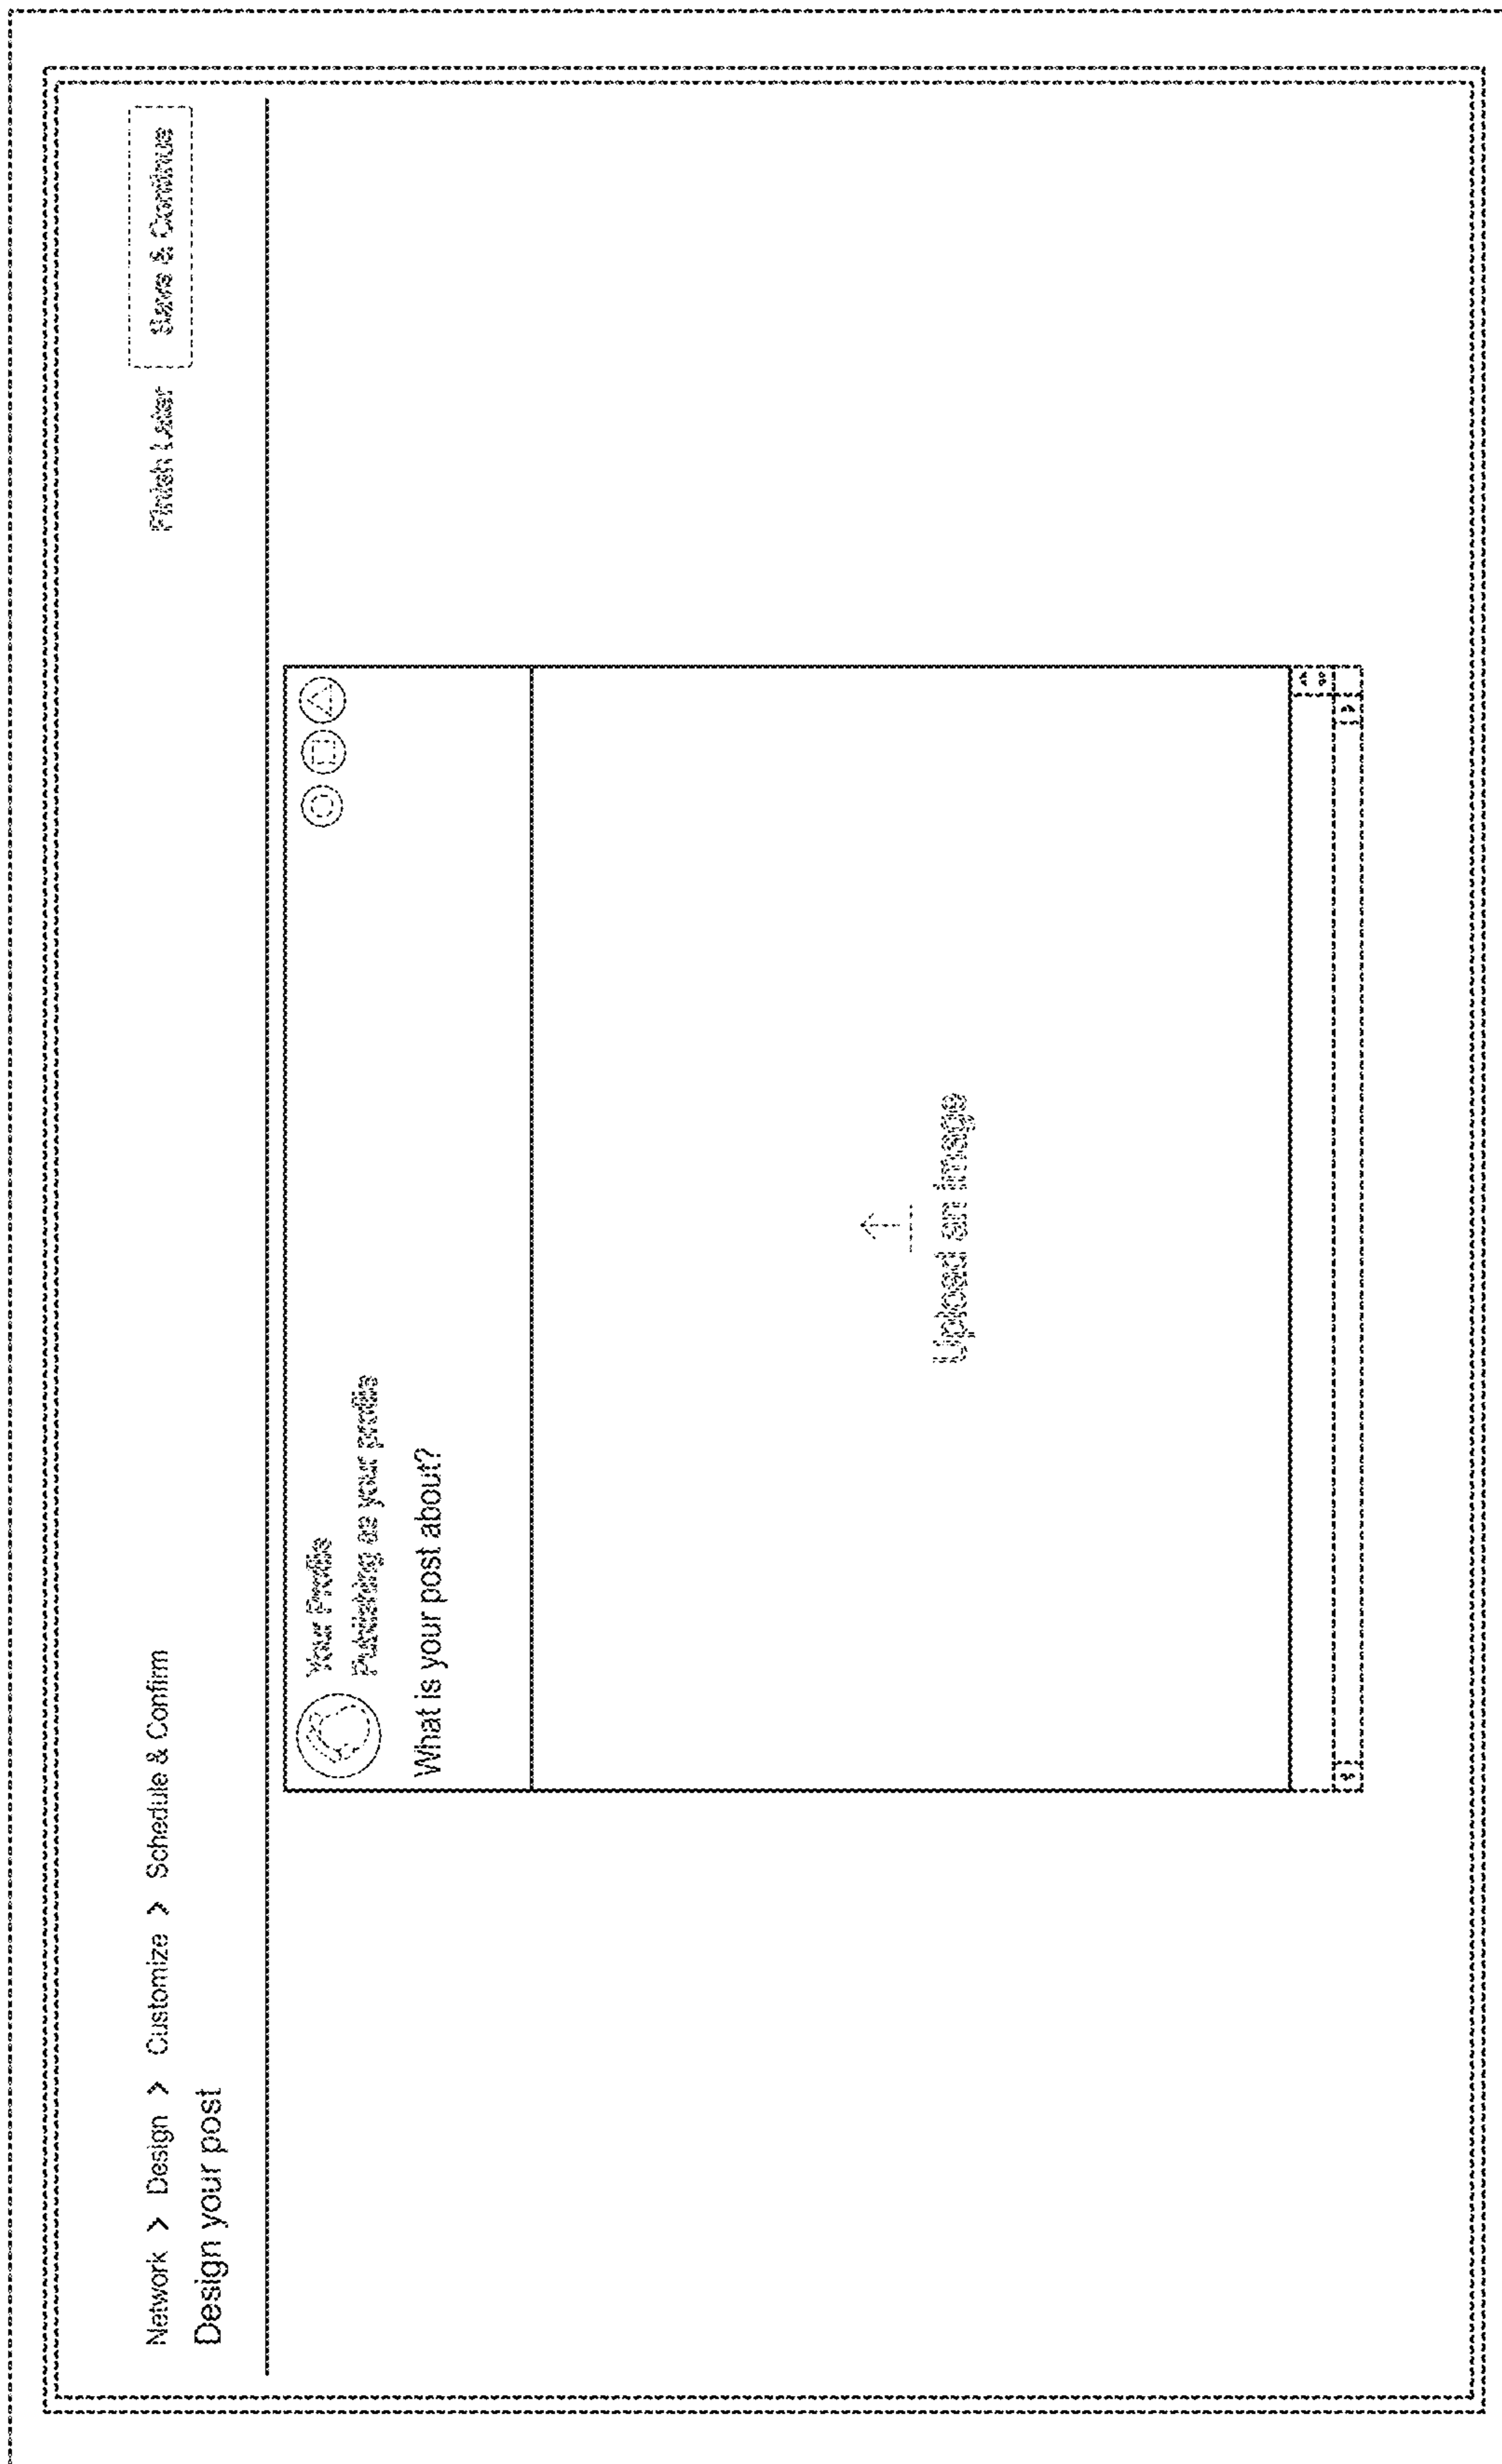 Network > Design > Customize > Schedule & Confirm
Finish Later
Save & Continue
Design your post
Your Profile
Publishing as your profile
What is your post about?
Upload an image